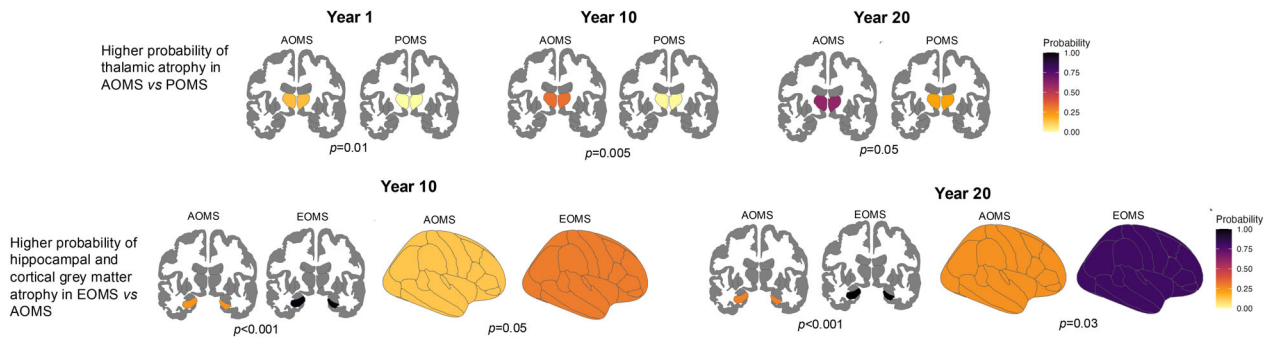 Year 1
Year 10
Year 20
Higher probability of
thalamic atrophy in
AOMS vs POMS
AOMS
POMS
AOMS
POMS
AOMS
POMS
p=0.01
p=0.005
p=0.05
Probability
1.00
0.75
0.50
0.25
0.00
Year 10
Year 20
Higher probability of
hippocampal and
cortical grey matter
atrophy in EOMS vs
AOMS
AOMS
EOMS
AOMS
EOMS
AOMS
EOMS
AOMS
EOMS
p<0.001
p=0.05
p<0.001
p=0.03
Probability
1.00
0.75
0.50
0.25
0.00